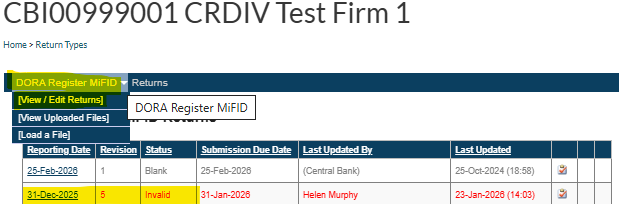 CBI00999001 CRDIV Test Firm 1
Home > Return Types
DORA Register MiFID Returns
[View / Edit Returns]
DORA Register MiFID
[View Uploaded Files]
[Load a File]
Returns
Reporting Date Revision Status Submission Due Date Last Updated By Last Updated
25-Feb-2026 1 Blank 25-Feb-2026 (Central Bank) 25-Oct-2024 (18:58)
31-Dec-2025 5 Invalid 31-Jan-2026 Helen Murphy 23-Jan-2026 (14:03)